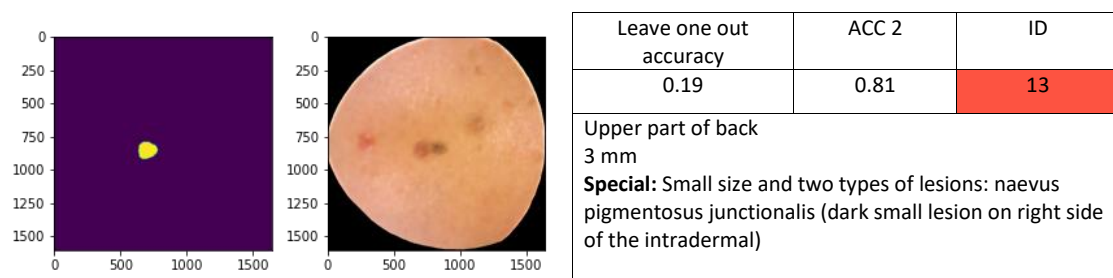 0
250
500
750
1000
1250
1500
0 500 1000 1500
0
250
500
750
1000
1250
1500
0 500 1000 1500
Leave one out accuracy ACC 2 ID
0.19 0.81 13
Upper part of back
3 mm
Special: Small size and two types of lesions: naevus
pigmentosus junctionalis (dark small lesion on right side
of the intradermal)